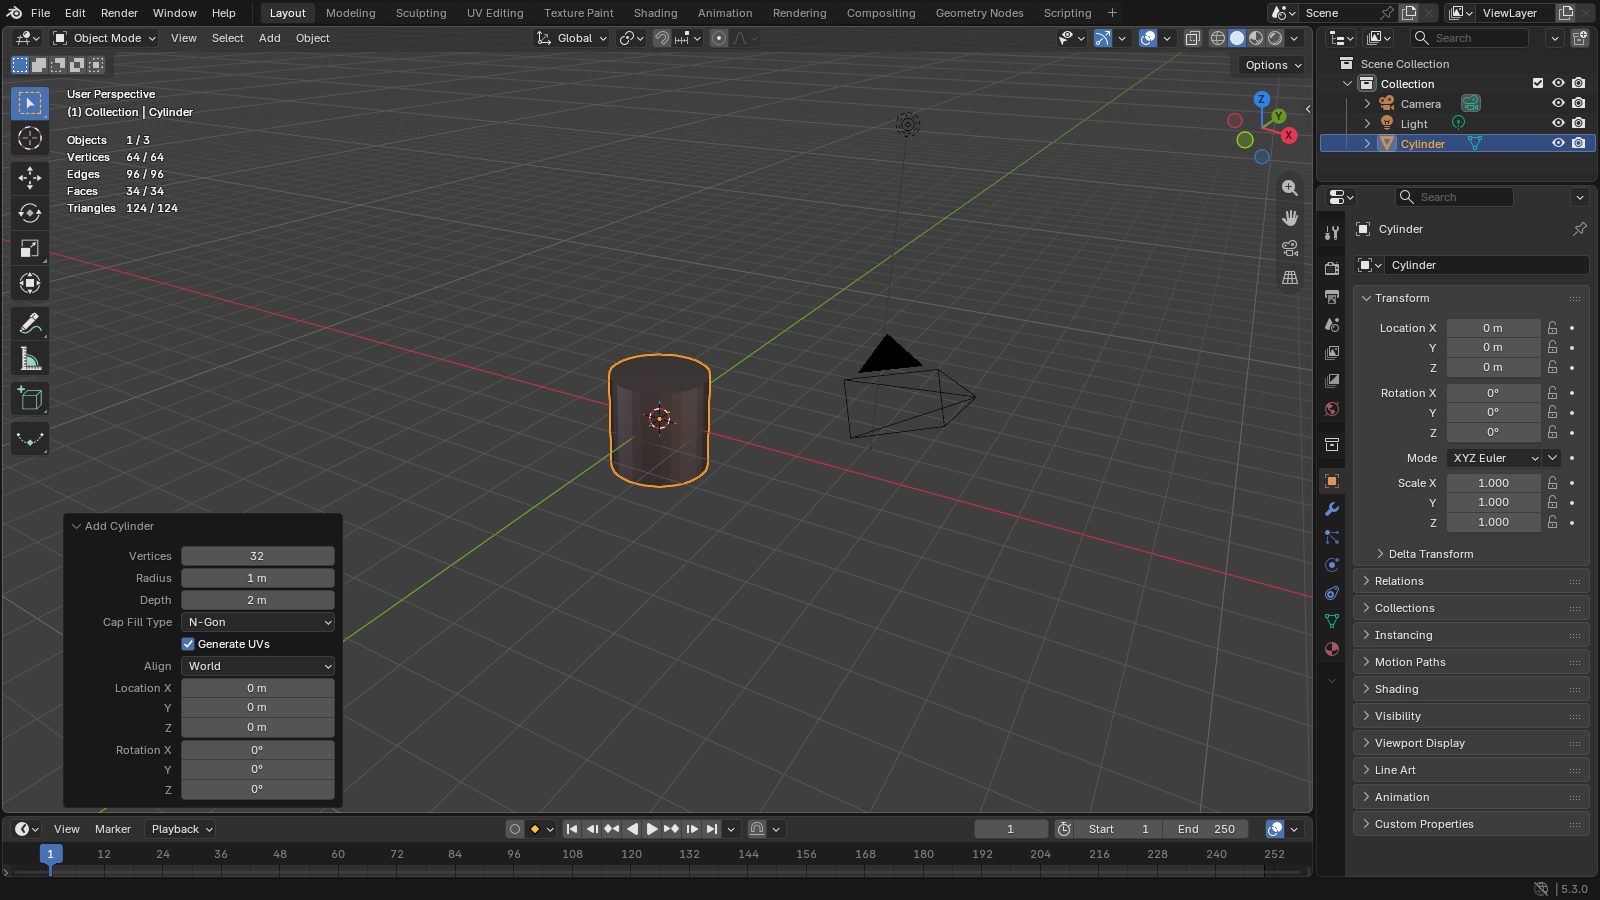 File Edit Render Window Help Layout Modeling Sculpting UV Editing Texture Paint Shading Animation Rendering Compositing Geometry Nodes Scripting + Scene ViewLayer
Object Mode View Select Add Object Global Search
Options
User Perspective
(1) Collection | Cylinder
Objects 1 / 3
Vertices 64 / 64
Edges 96 / 96
Faces 34 / 34
Triangles 124 / 124
Z
Y
X
Add Cylinder
Vertices 32
Radius 1 m
Depth 2 m
Cap Fill Type N-Gon
Generate UVs
Align World
Location X 0 m
Y 0 m
Z 0 m
Rotation X 0°
Y 0°
Z 0°
Scene Collection
Collection
Camera
Light
Cylinder
Search
Cylinder
Cylinder
Transform
Location X 0 m
Y 0 m
Z 0 m
Rotation X 0°
Y 0°
Z 0°
Mode XYZ Euler
Scale X 1.000
Y 1.000
Z 1.000
Delta Transform
Relations
Collections
Instancing
Motion Paths
Shading
Visibility
Viewport Display
Line Art
Animation
Custom Properties
View Marker Playback 1 Start 1 End 250
1 12 24 36 48 60 72 84 96 108 120 132 144 156 168 180 192 204 216 228 240 252
5.3.0